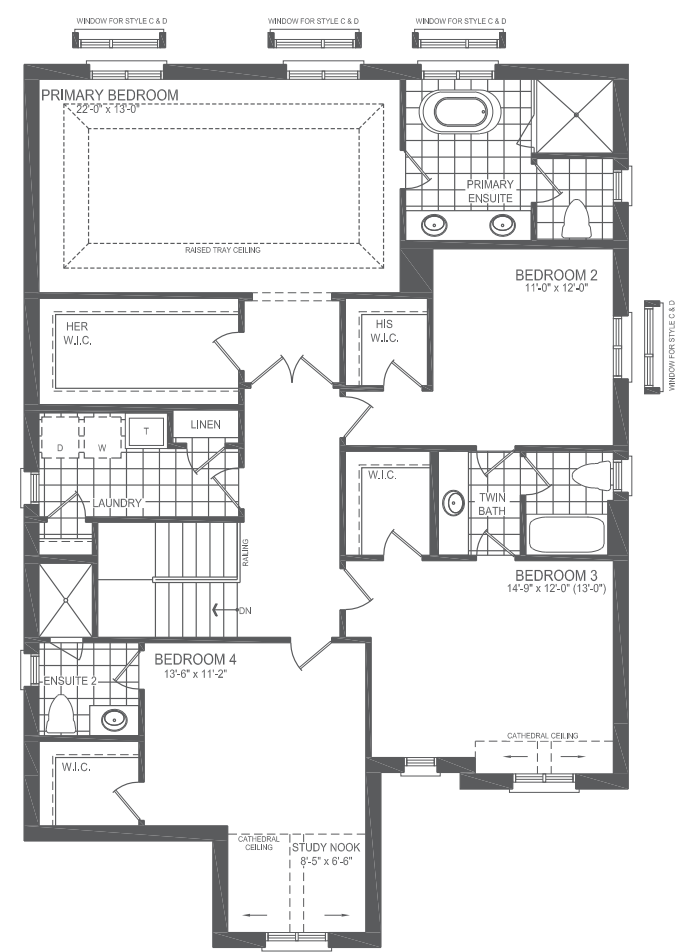 WINDOW FOR STYLE C & D
WINDOW FOR STYLE C & D
WINDOW FOR STYLE C & D
PRIMARY BEDROOM
22'-0" x 13'-0"
RAISED TRAY CEILING
PRIMARY
ENSUITE
BEDROOM 2
11'-0" x 12'-0"
WINDOW FOR STYLE C & D
HER
W.I.C.
HIS
W.I.C.
LINEN
D
W
T
LAUNDRY
W.I.C.
TWIN
BATH
RAILING
DN
BEDROOM 3
14'-9" x 12'-0" (13'-0")
CATHEDRAL CEILING
BEDROOM 4
13'-6" x 11'-2"
ENSUITE 2
W.I.C.
CATHEDRAL
CEILING
STUDY NOOK
8'-5" x 6'-6"